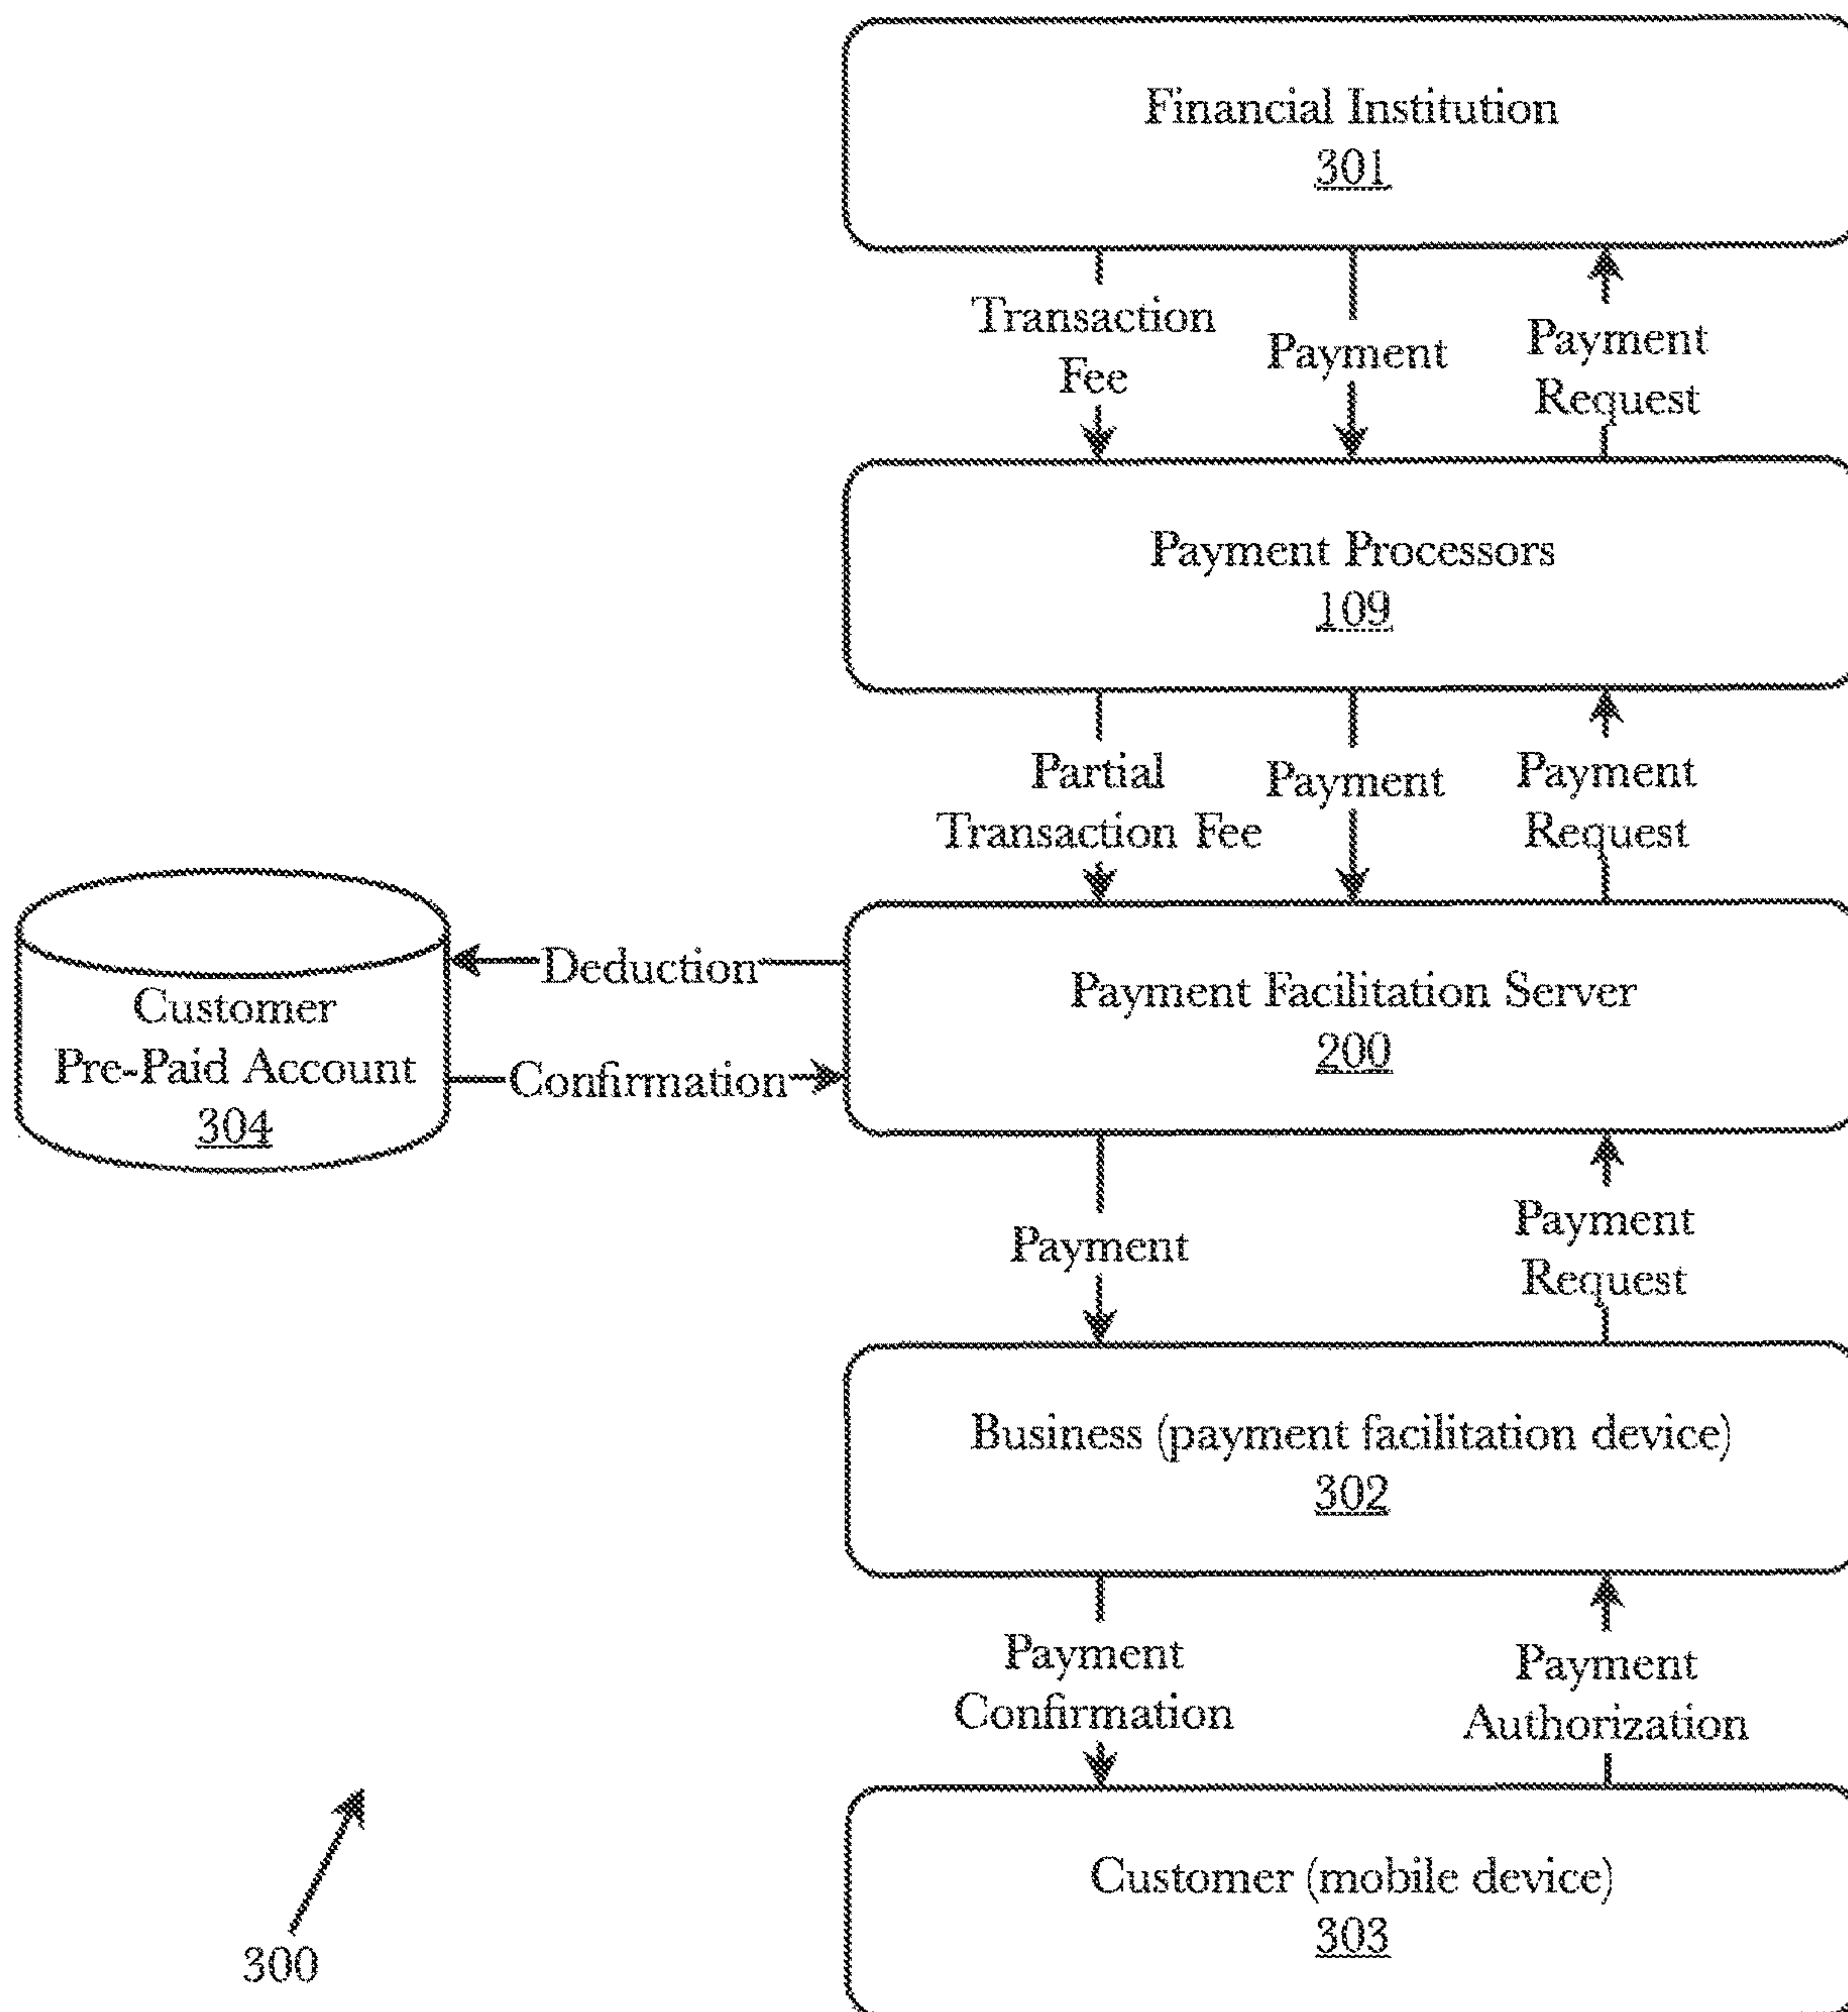 Financial Institution
301
Transaction
Fee
Payment
Payment
Request
Payment Processors
109
Partial
Transaction Fee
Payment
Payment
Request
Customer
Pre-Paid Account
304
Deduction
Confirmation
Payment Facilitation Server
200
Payment
Payment
Request
Business (payment facilitation device)
302
Payment
Confirmation
Payment
Authorization
Customer (mobile device)
303
300